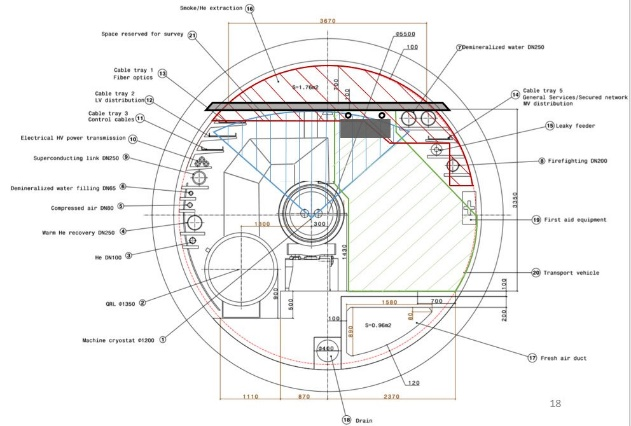 Smoke/He extraction 16
3670
Space reserved for survey 21
Ø5500
100
7 Demineralized water DN250
Cable tray 1
Fiber optics 13
S=1.76m2
Cable tray 2
LV distribution 12
Cable tray 3
Control cables 11
14 Cable tray 5
General Services/Secured network
MV distribution
15 Leaky feeder
Electrical HV power transmission 10
Superconducting link DN250 9
8 Firefighting DN200
Demineralized water filling DN65 6
Compressed air DN80 5
3350
Warm He recovery DN250 4
1300
300
19 First aid equipment
He DN100 3
1430
20 Transport vehicle
QRL Ø1350 2
900
500
100
1580
700
200
100
80
S=0.96m2
Machine cryostat Ø1200 1
Ø400
17 Fresh air duct
120
1110
870
2370
18
18 Drain